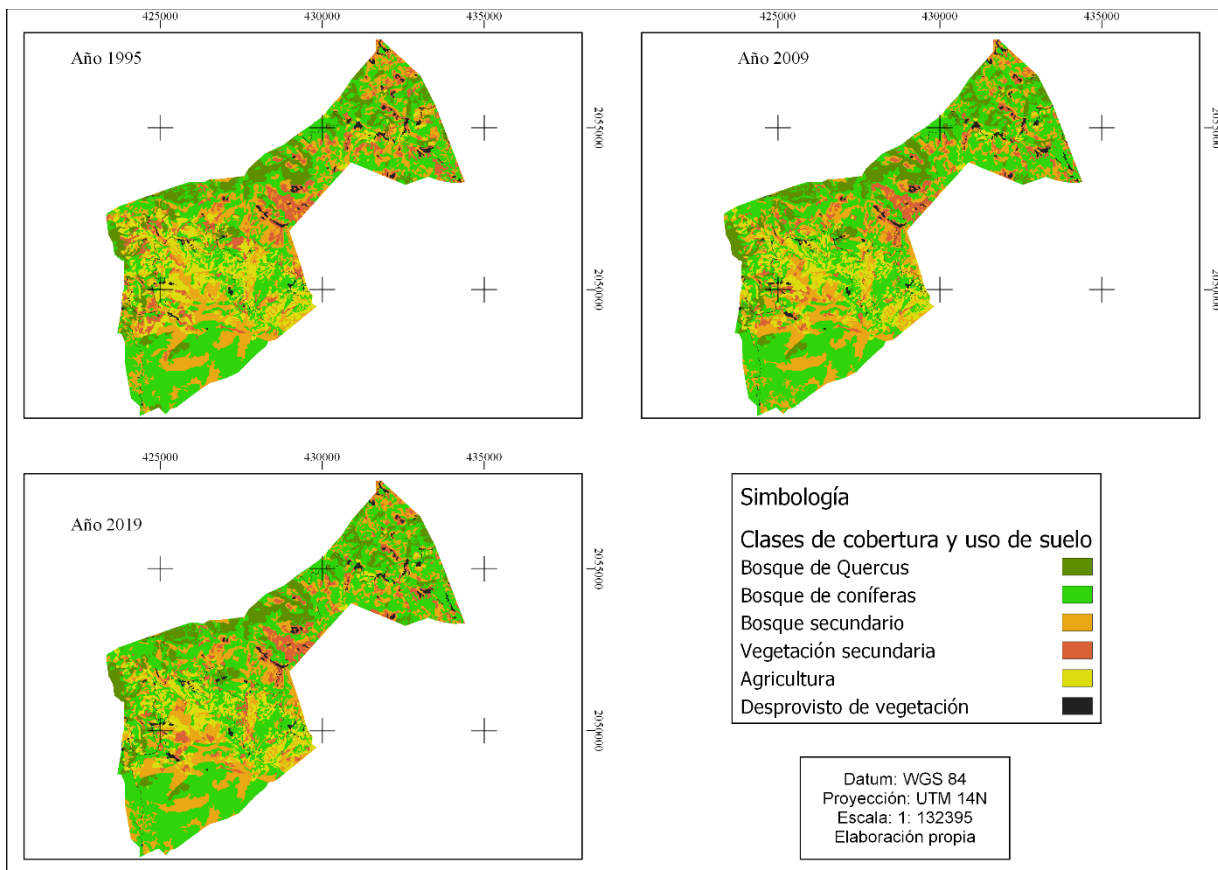 425000 430000 435000
425000 430000 435000
Año 1995
Año 2009
2055000
2055000
2050000
2050000
425000 430000 435000
Año 2019
2055000
2050000
Simbología
Clases de cobertura y uso de suelo
Bosque de Quercus
Bosque de coníferas
Bosque secundario
Vegetación secundaria
Agricultura
Desprovisto de vegetación
Datum: WGS 84
Proyección: UTM 14N
Escala: 1: 132395
Elaboración propia